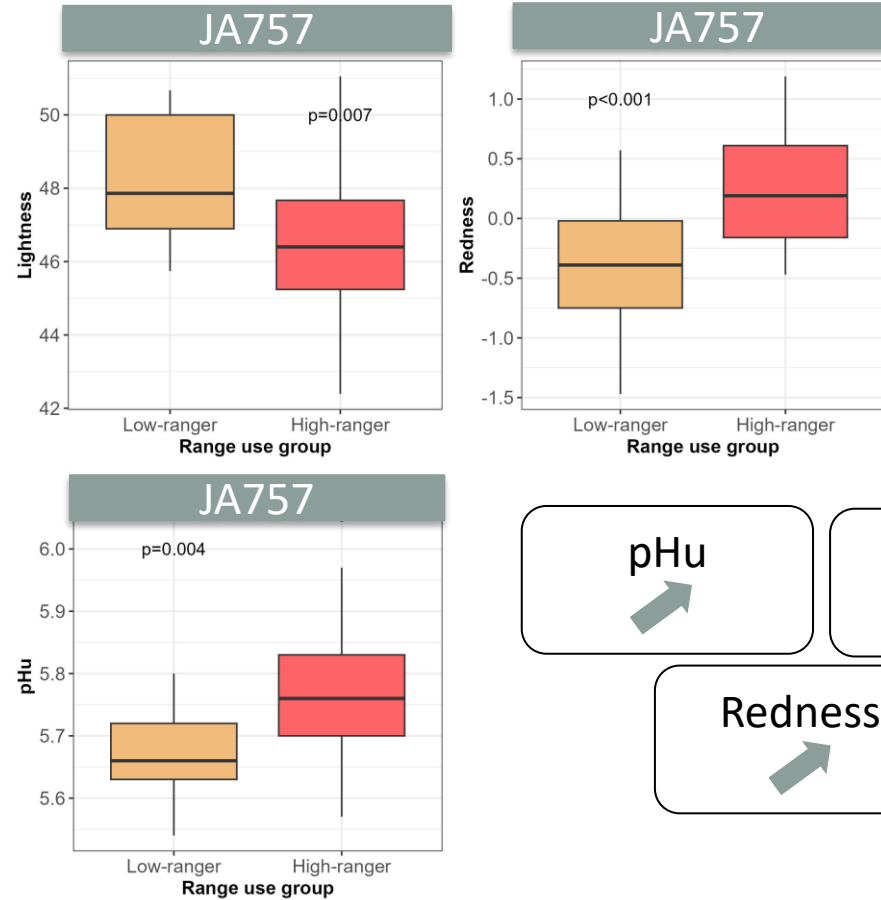 JA757
p=0.007
50
48
46
44
42
Lightness
Low-ranger High-ranger
Range use group
JA757
p<0.001
1.0
0.5
0.0
-0.5
-1.0
-1.5
Redness
Low-ranger High-ranger
Range use group
JA757
p=0.004
6.0
5.9
5.8
5.7
5.6
pHu
Low-ranger High-ranger
Range use group
pHu
Redness